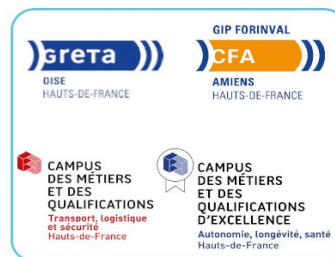 GRETA
OISE
HAUTS-DE-FRANCE
GIP FORINVAL
CFA
AMIENS
HAUTS-DE-FRANCE
CAMPUS
DES MÉTIERS
ET DES
QUALIFICATIONS
Transport, logistique
et sécurité
Hauts-de-France
CAMPUS
DES MÉTIERS
ET DES
QUALIFICATIONS
D'EXCELLENCE
Autonomie, longévité, santé
Hauts-de-France